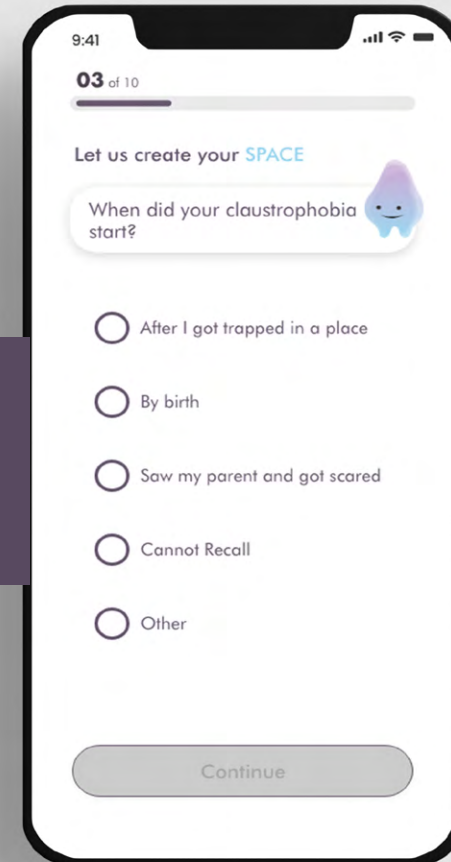 9:41
03 of 10
Let us create your SPACE
When did your claustrophobia
start?
After I got trapped in a place
By birth
Saw my parent and got scared
Cannot Recall
Other
Continue